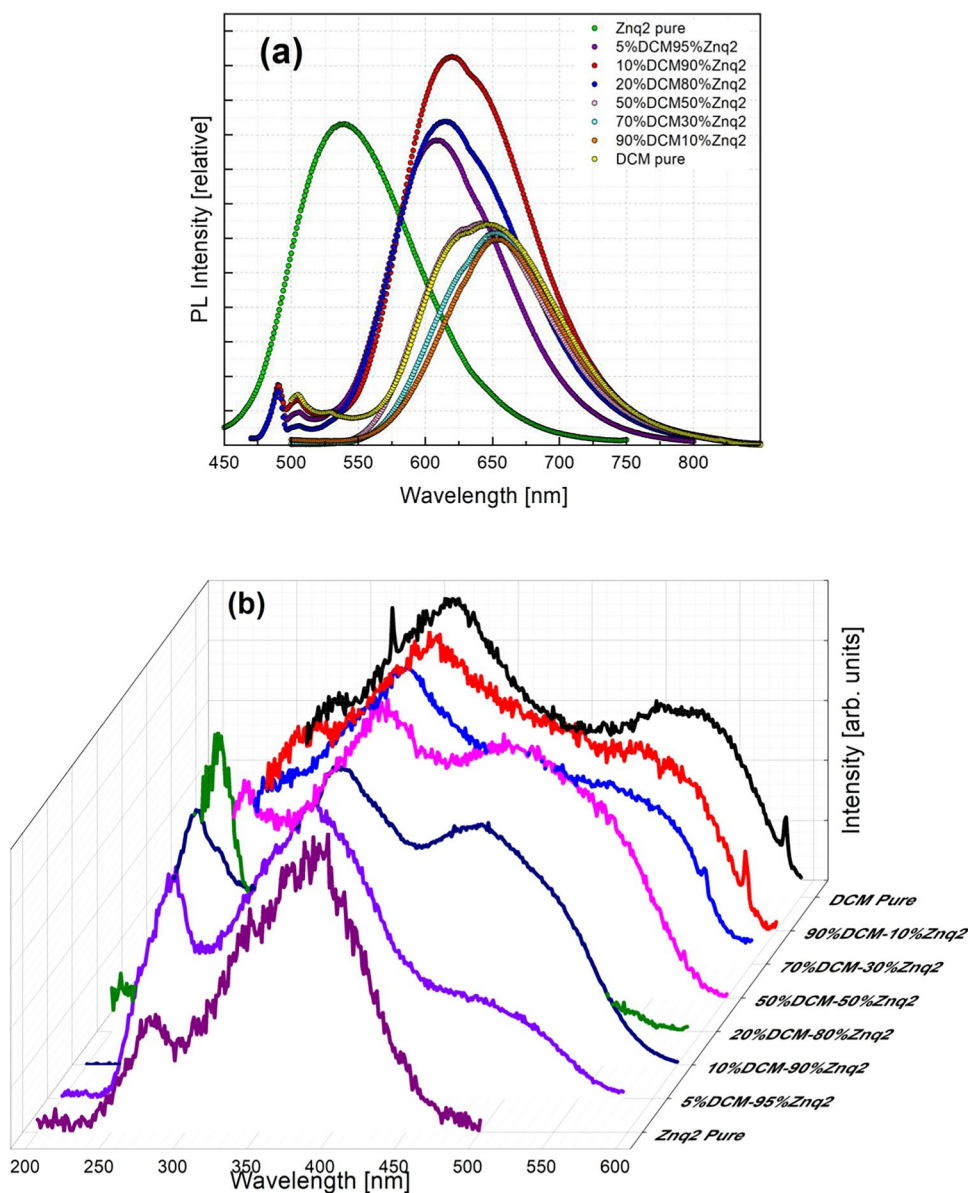 (a)
Znq2 pure
5%DCM95%Znq2
10%DCM90%Znq2
20%DCM80%Znq2
50%DCM50%Znq2
70%DCM30%Znq2
90%DCM10%Znq2
DCM pure
PL Intensity [relative]
450 500 550 600 650 700 750 800
Wavelength [nm]
(b)
Intensity [arb. units]
DCM Pure
90%DCM-10%Znq2
70%DCM-30%Znq2
50%DCM-50%Znq2
20%DCM-80%Znq2
10%DCM-90%Znq2
5%DCM-95%Znq2
Znq2 Pure
200 250 300 350 400 450 500 550 600
Wavelength [nm]